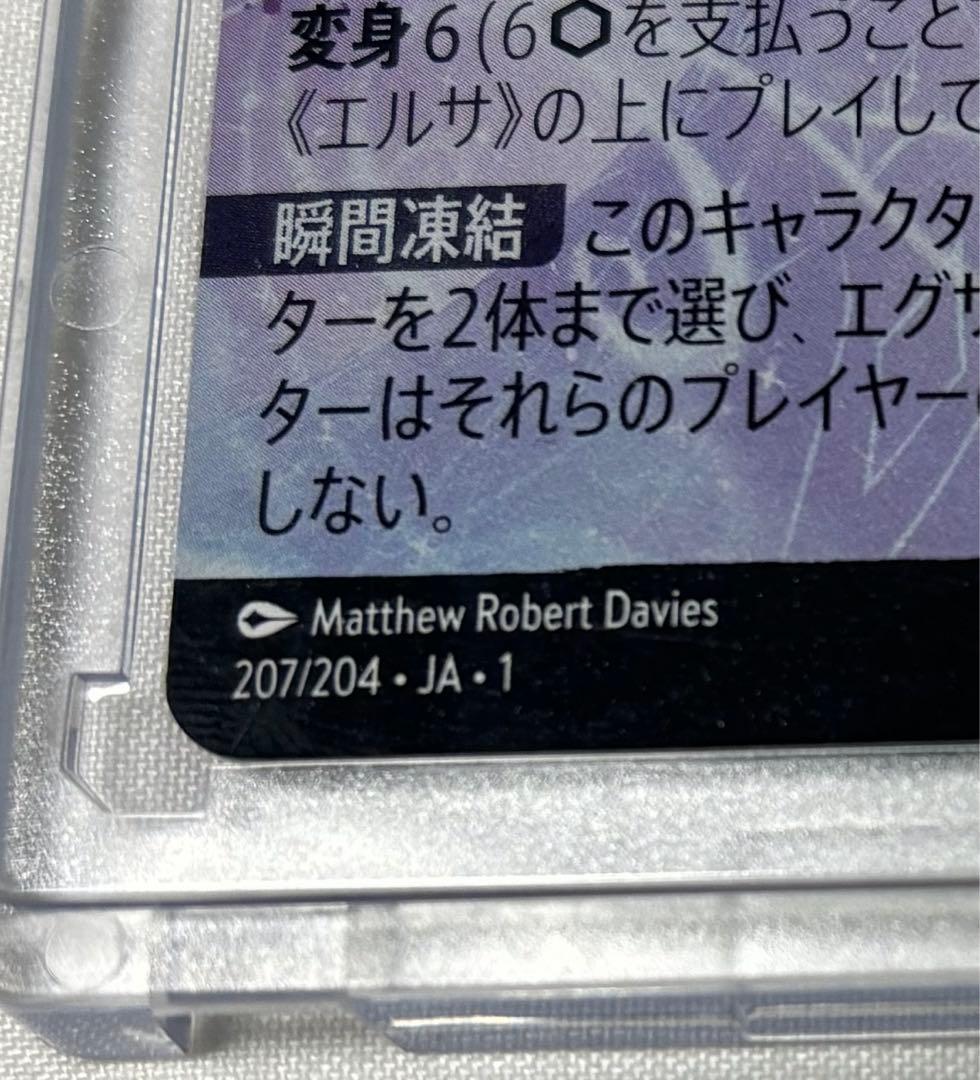 変身 6 (6⬡を支払うこと
《エルサ》の上にプレイして
瞬間凍結 このキャラクタ
ターを2体まで選び、エグサ
ターはそれらのプレイヤー
しない。
Matthew Robert Davies
207/204 • JA • 1